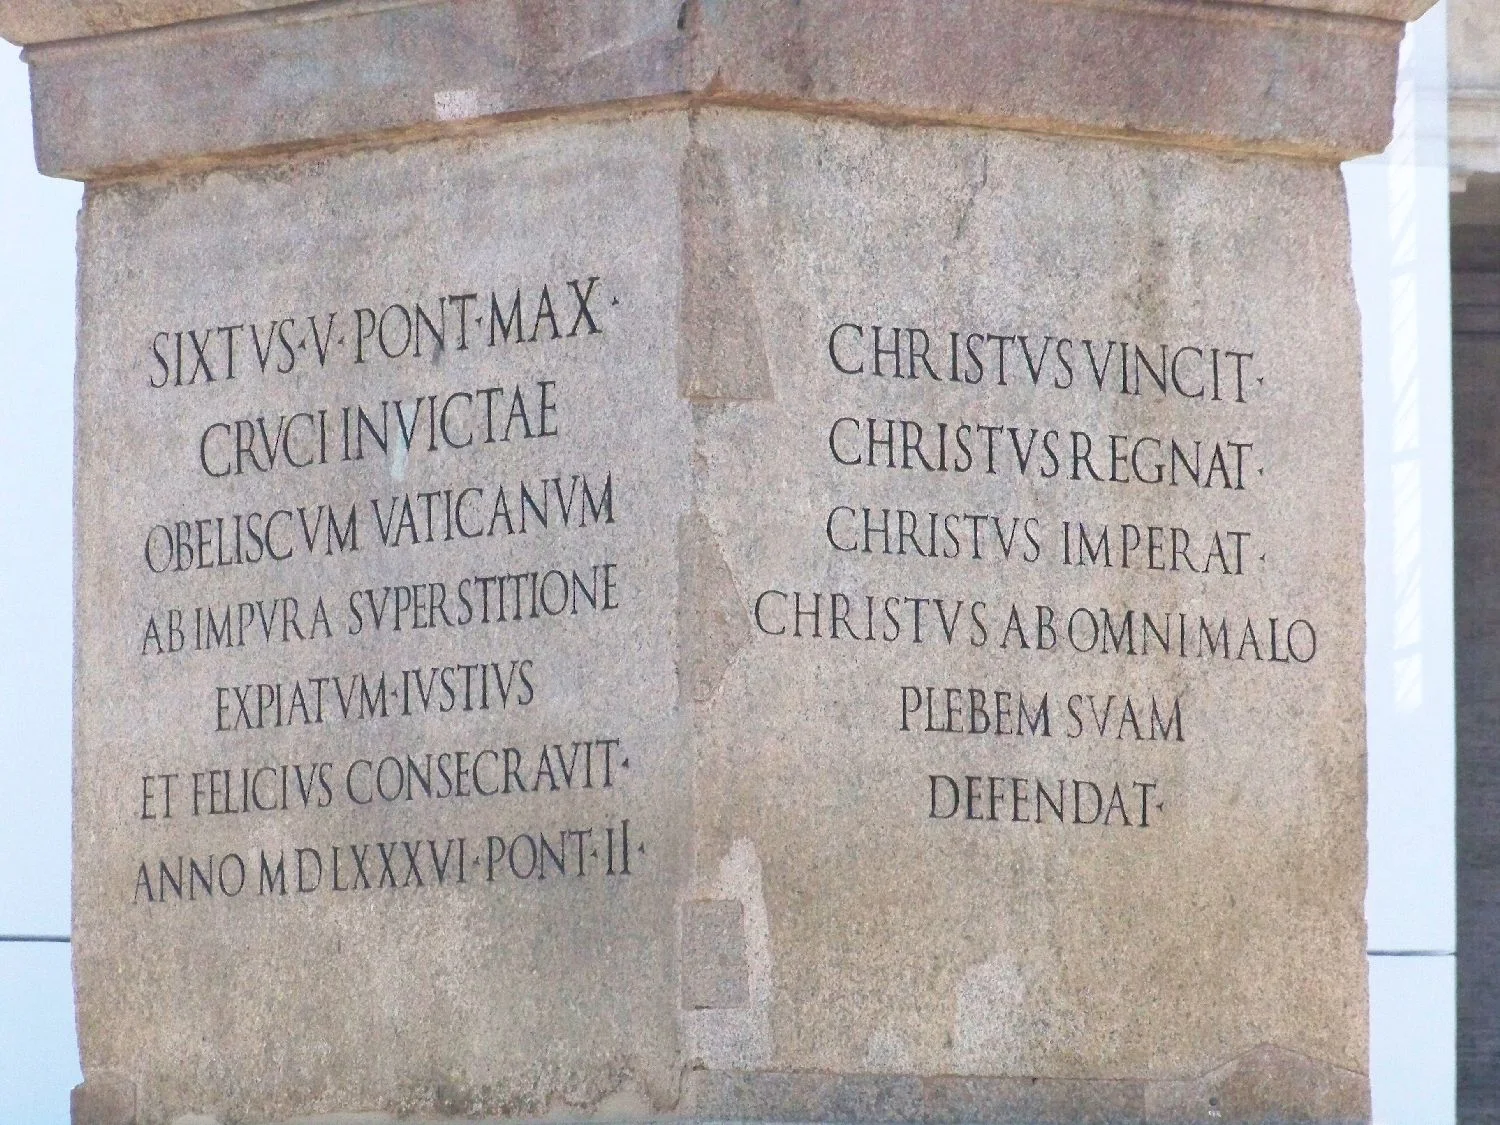 SIXTVS·V·PONT·MAX·
CRVCI INVICTAE
OBELISCVM VATICANVM
AB IMPVRA SVPERSTITIONE
EXPIATVM·IVSTIVS
ET FELICIVS CONSECRAVIT·
ANNO MDLXXXVI·PONT·II·
CHRISTVS VINCIT·
CHRISTVS REGNAT·
CHRISTVS IMPERAT·
CHRISTVS AB OMNI MALO
PLEBEM SVAM
DEFENDAT·